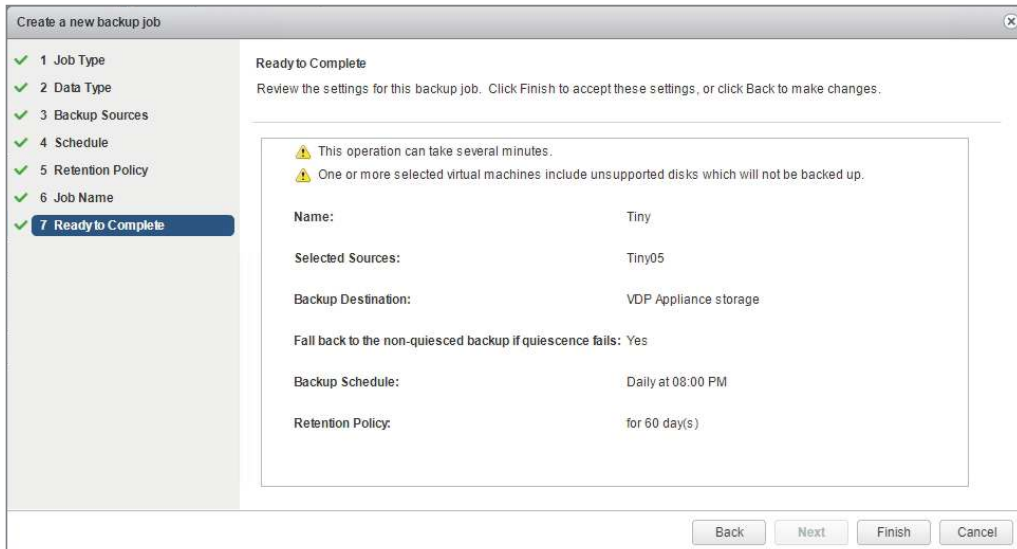 Create a new backup job
1 Job Type
2 Data Type
3 Backup Sources
4 Schedule
5 Retention Policy
6 Job Name
7 Ready to Complete
Ready to Complete
Review the settings for this backup job. Click Finish to accept these settings, or click Back to make changes.
This operation can take several minutes.
One or more selected virtual machines include unsupported disks which will not be backed up.
Name: Tiny
Selected Sources: Tiny05
Backup Destination: VDP Appliance storage
Fall back to the non-quiesced backup if quiescence fails: Yes
Backup Schedule: Daily at 08:00 PM
Retention Policy: for 60 day(s)
Back Next Finish Cancel